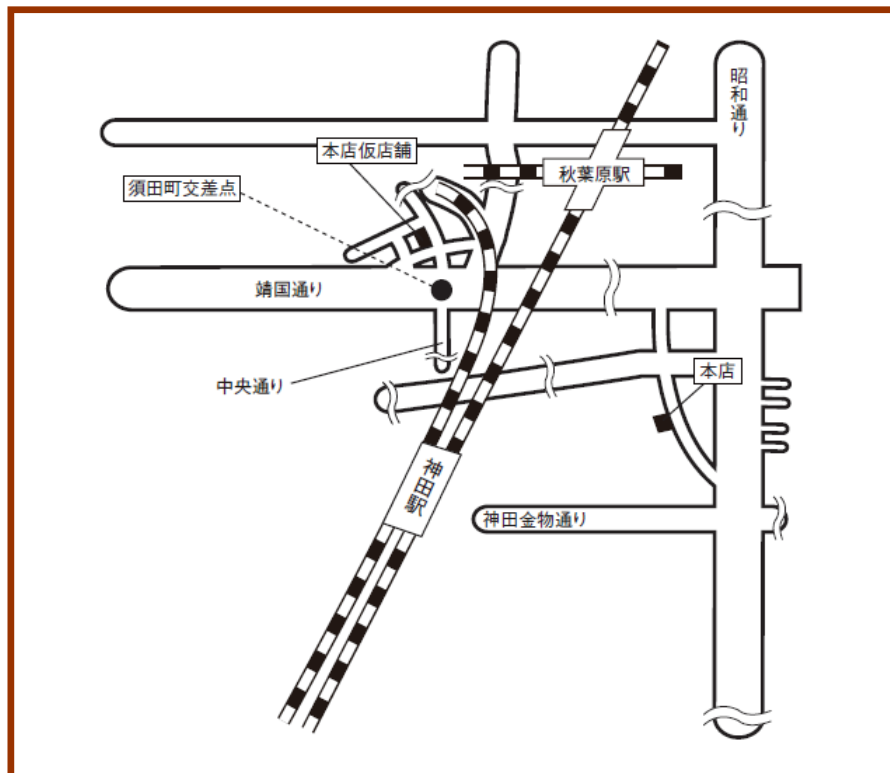 昭和通り
本店仮店舗
秋葉原駅
須田町交差点
靖国通り
中央通り
本店
神田駅
神田金物通り